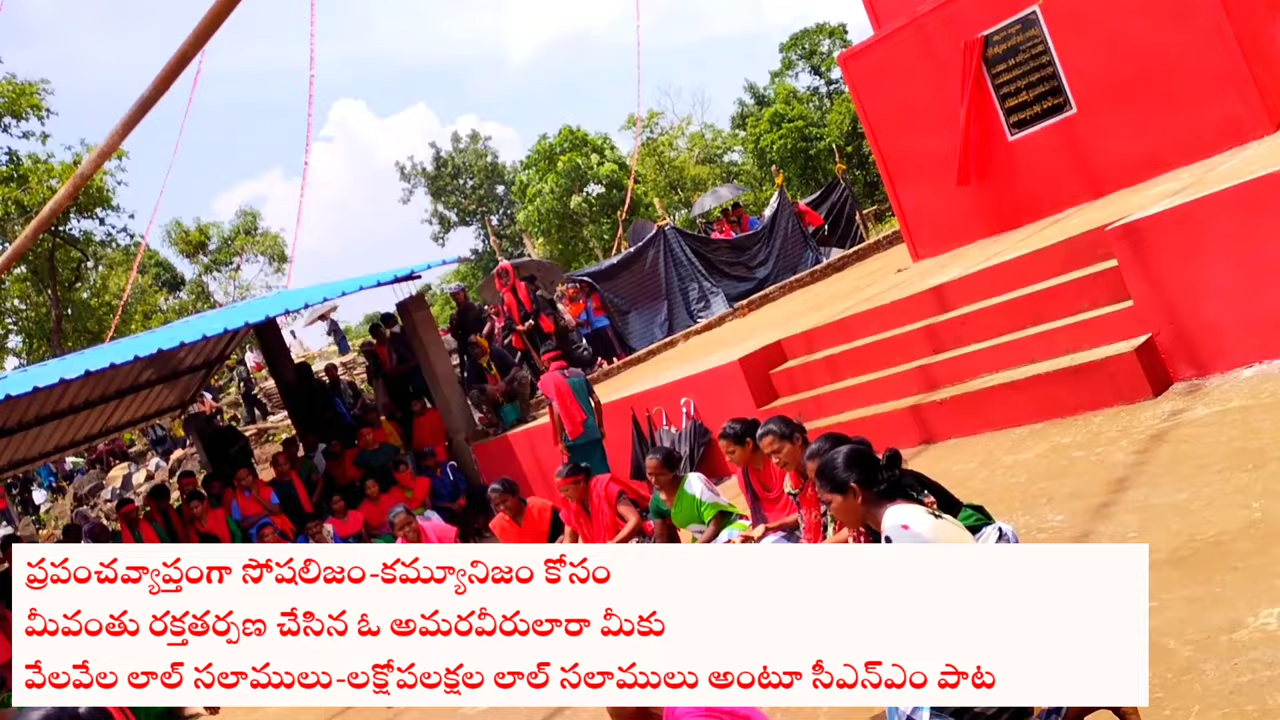 ప్రపంచవ్యాప్తంగా సోషలిజం-కమ్యూనిజం కోసం
మీవంతు రక్తతర్పణ చేసిన ఓ అమరవీరులారా మీకు
వేలవేల లాల్ సలాములు-లక్షోపలక్షల లాల్ సలాములు అంటూ సీఎన్ఎం పాట